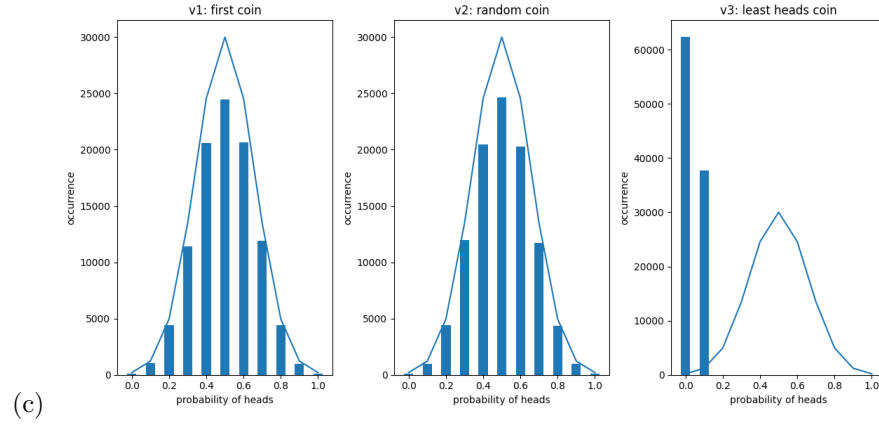 v1: first coin
v2: random coin
v3: least heads coin
30000
25000
20000
15000
10000
5000
0
occurrence
0.0 0.2 0.4 0.6 0.8 1.0
probability of heads
30000
25000
20000
15000
10000
5000
0
occurrence
0.0 0.2 0.4 0.6 0.8 1.0
probability of heads
60000
50000
40000
30000
20000
10000
0
occurrence
0.0 0.2 0.4 0.6 0.8 1.0
probability of heads
(c)